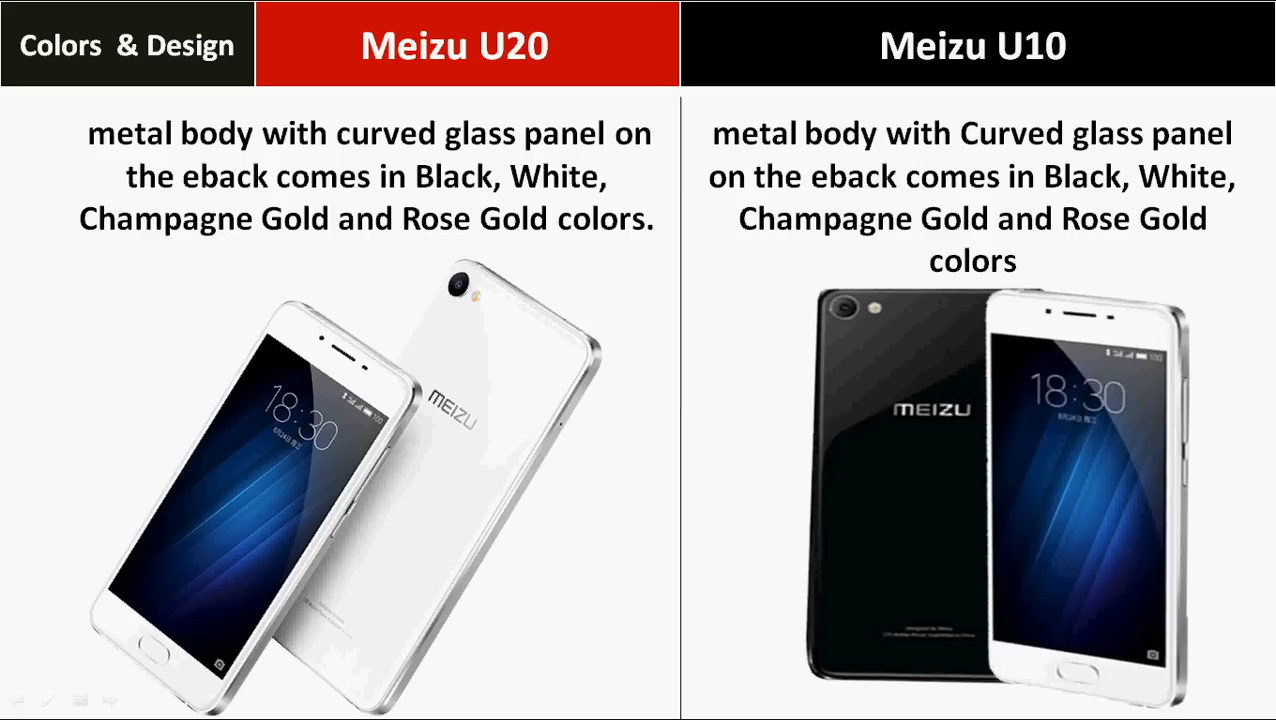 Colors & Design
Meizu U20
Meizu U10
metal body with curved glass panel on
the eback comes in Black, White,
Champagne Gold and Rose Gold colors.
metal body with Curved glass panel
on the eback comes in Black, White,
Champagne Gold and Rose Gold
colors
18:30
100
MEIZU
MEIZU
18:30
100